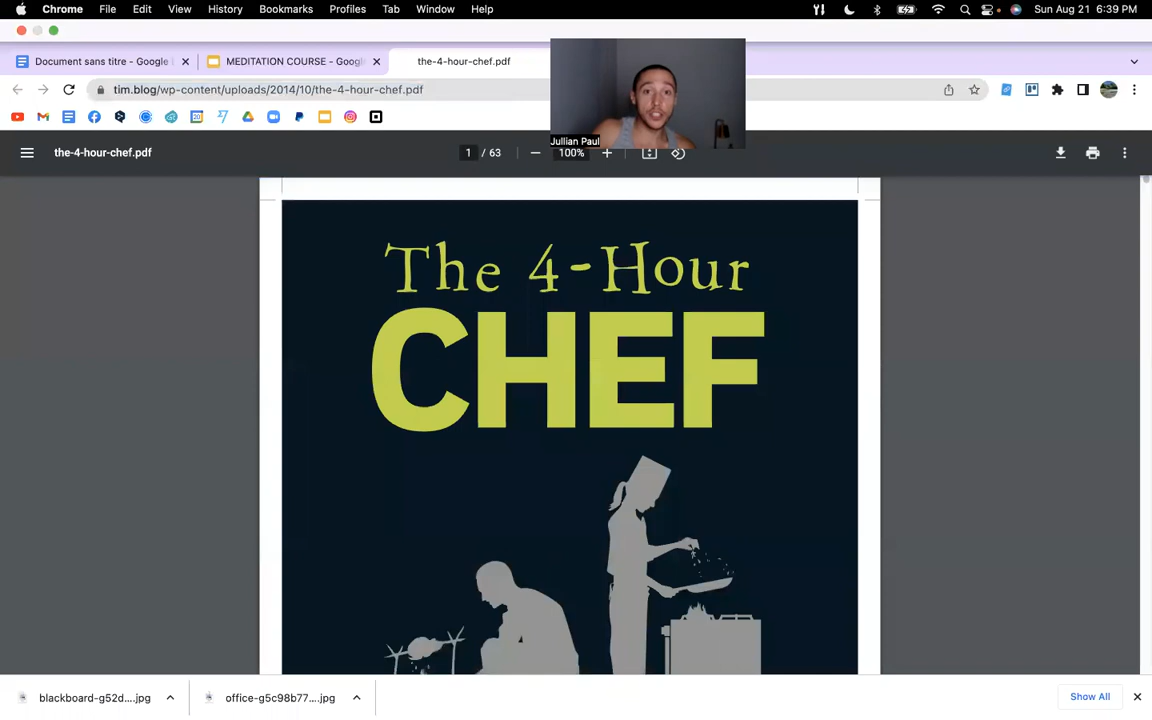 Chrome File Edit View History Bookmarks Profiles Tab Window Help Sun Aug 21 6:39 PM
Document sans titre - Google MEDITATION COURSE - Goog the-4-hour-chef.pdf
tim.blog/wp-content/uploads/2014/10/the-4-hour-chef.pdf
Jullian Paul
the-4-hour-chef.pdf 1 / 63 100%
The 4-Hour
CHEF
blackboard-g52d....jpg office-g5c98b77....jpg Show All